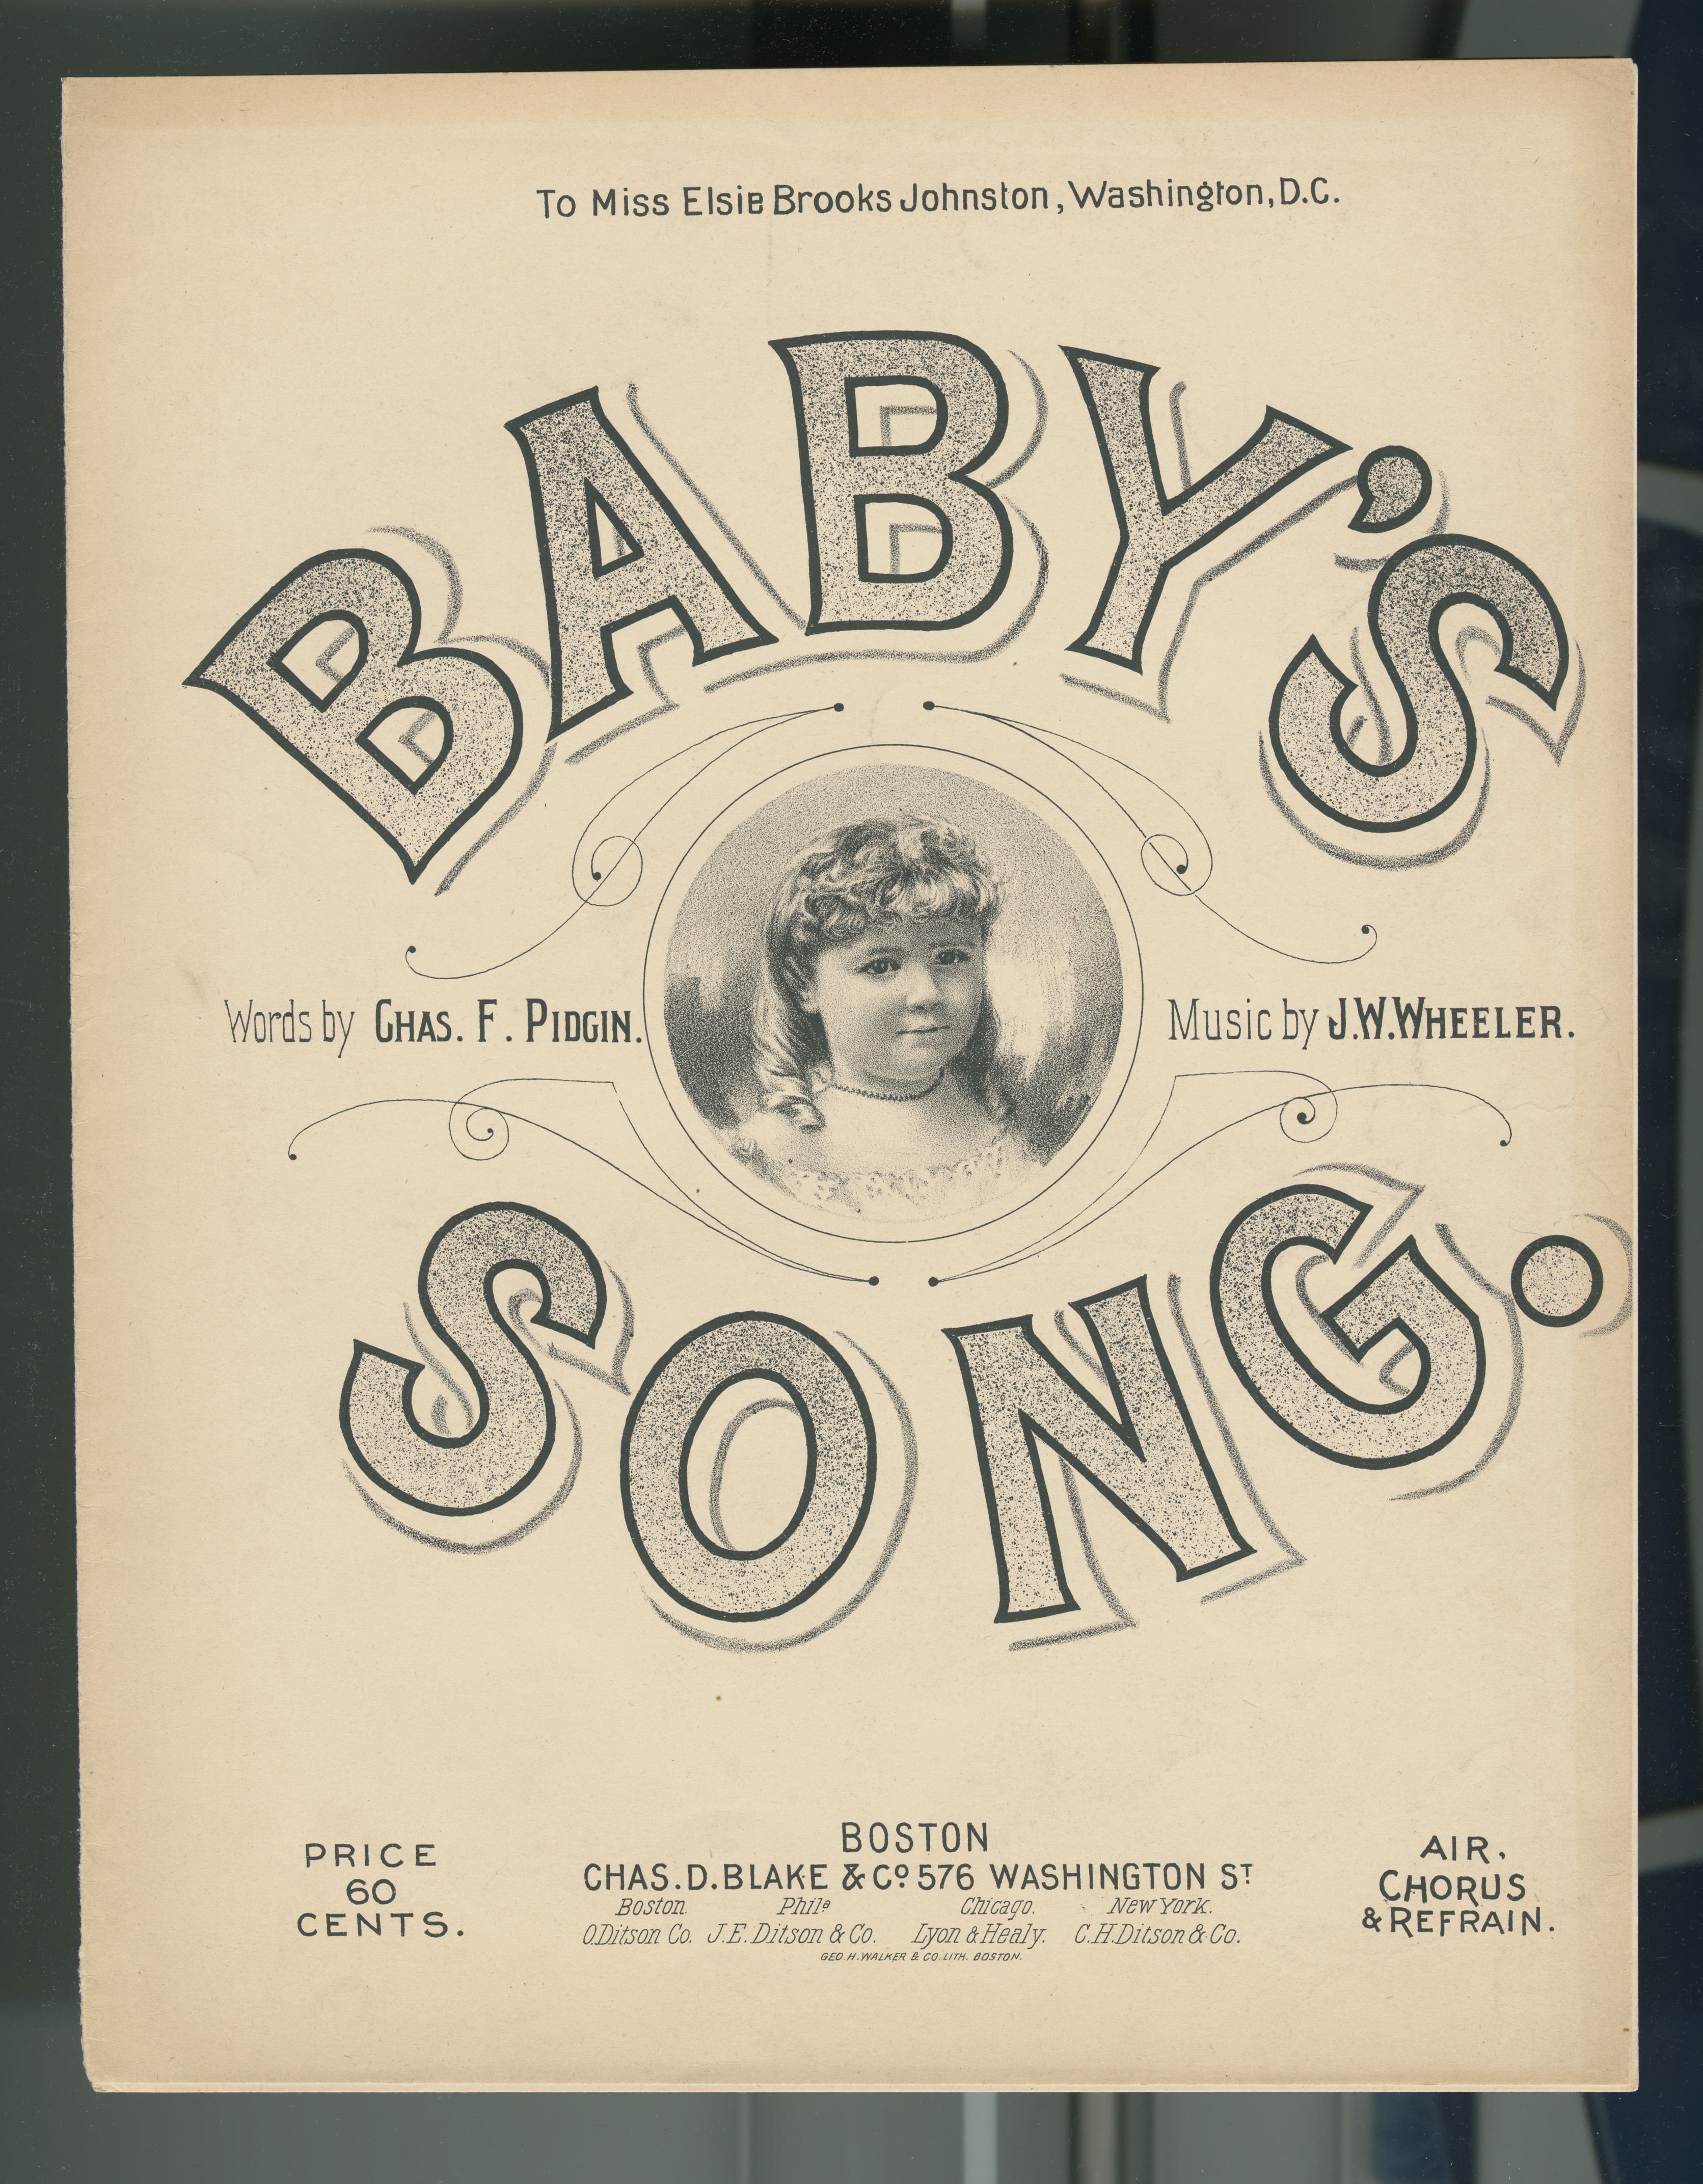 To Miss Elsie Brooks Johnston, Washington, D.C.
BABY'S
Words by CHAS. F. PIDGIN.
Music by J.W.WHEELER.
SONG.
PRICE
60
CENTS.
BOSTON
CHAS.D.BLAKE & Cº 576 WASHINGTON ST
Boston Philª Chicago. New York.
O.Ditson Co. J.E.Ditson & Co. Lyon & Healy. C.H.Ditson & Co.
GEO.H.WALKER & CO.LITH. BOSTON.
AIR,
CHORUS
& REFRAIN.